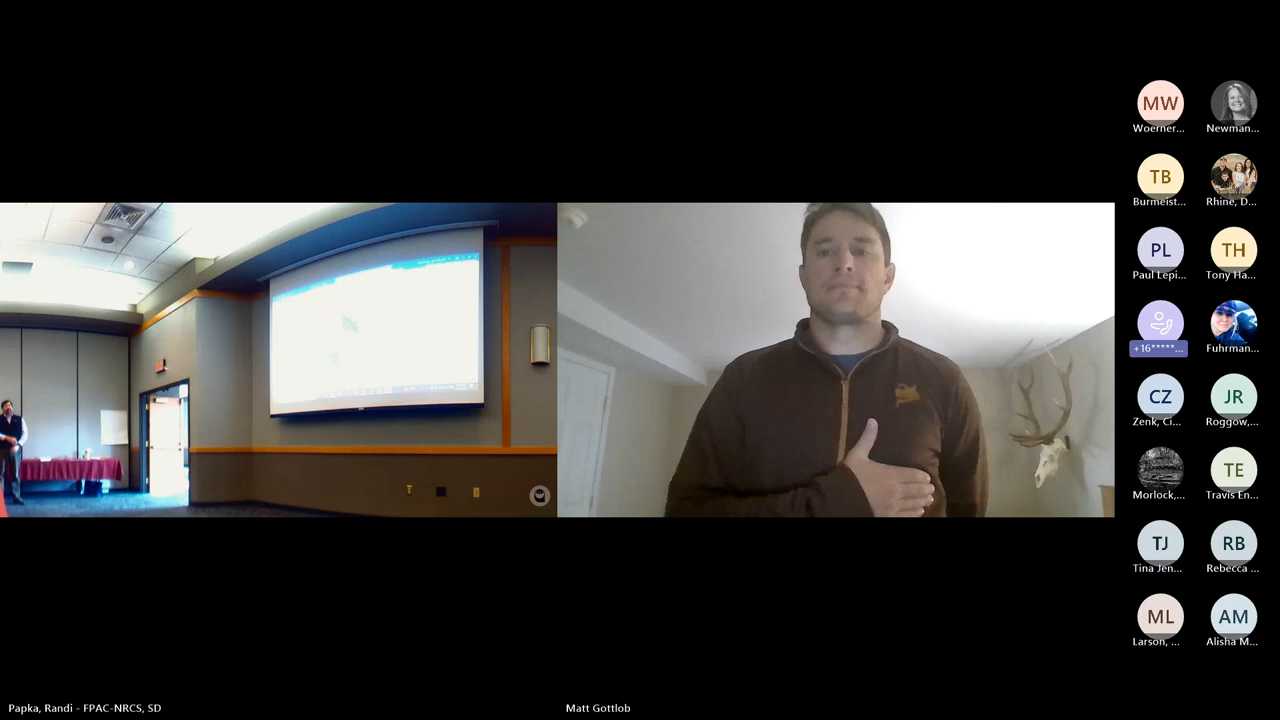 MW
Woerner...
Newman...
TB
Burmeist...
Rhine, D...
PL
Paul Lepi...
TH
Tony Ha...
+16*****...
Fuhrman...
CZ
Zenk, Ci...
JR
Roggow,...
Morlock,...
TE
Travis En...
TJ
Tina Jen...
RB
Rebecca ...
ML
Larson, ...
AM
Alisha M...
Papka, Randi - FPAC-NRCS, SD
Matt Gottlob